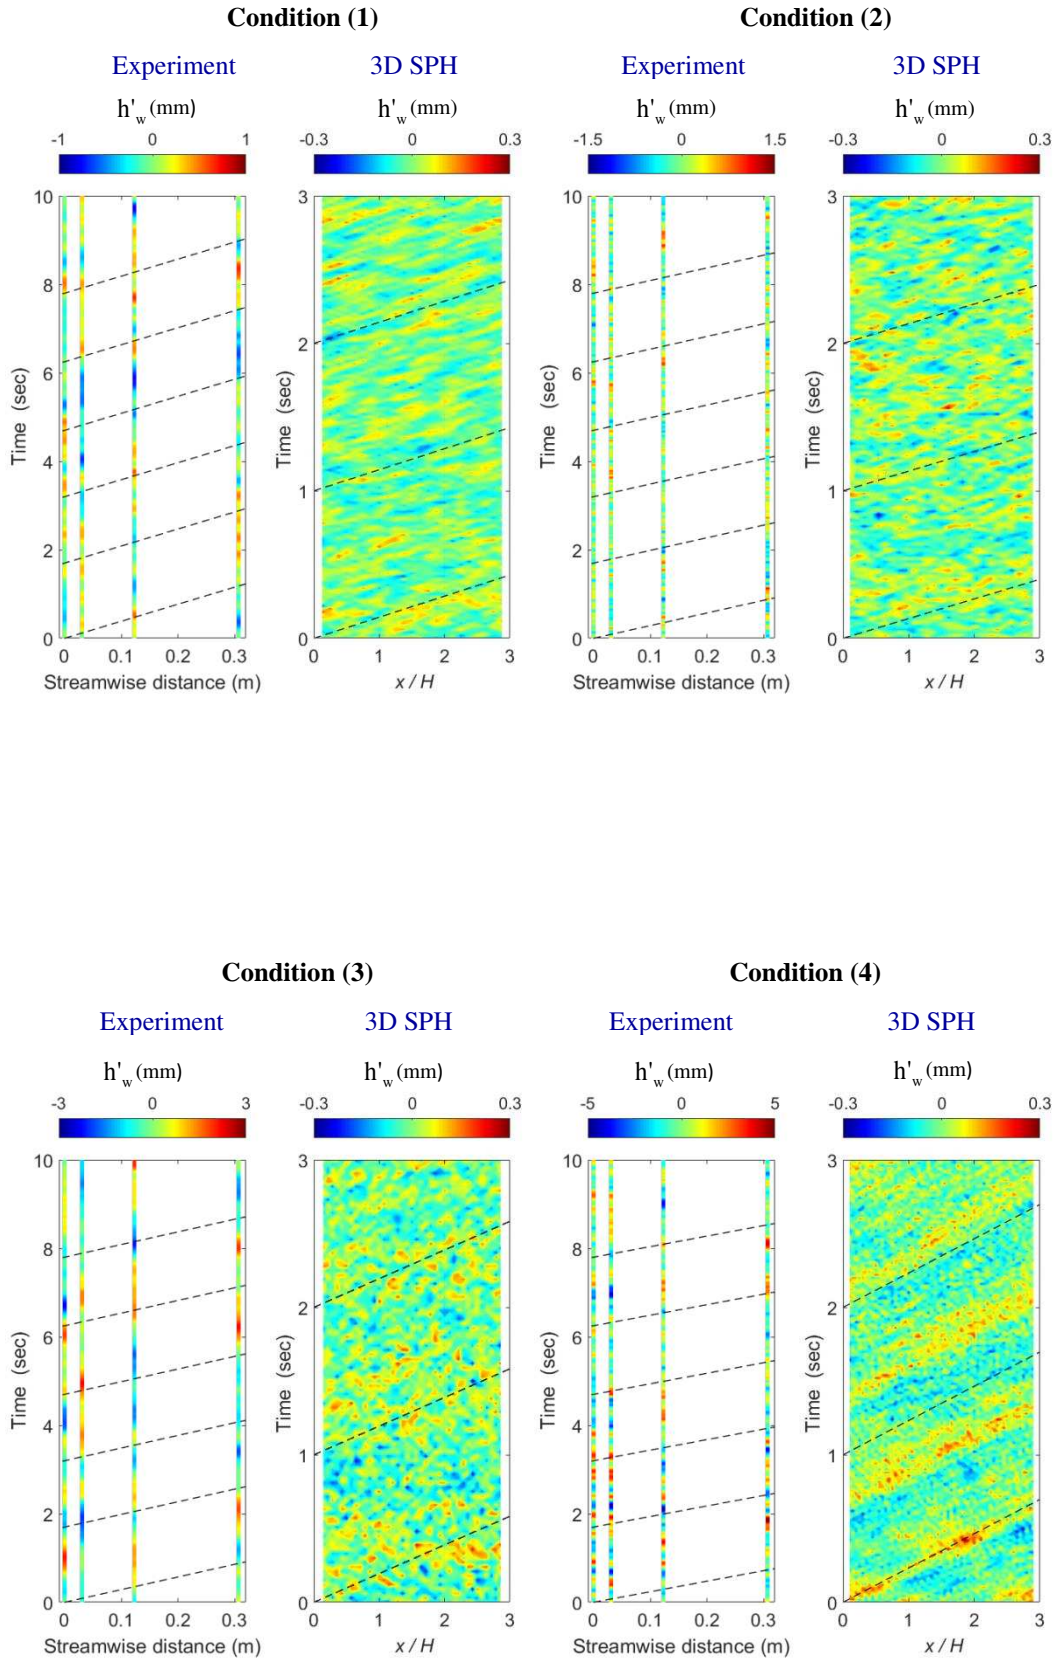 Condition (1)
Condition (2)
Experiment
3D SPH
Experiment
3D SPH
h'w (mm)
h'w (mm)
h'w (mm)
h'w (mm)
-1 0 1
-0.3 0 0.3
-1.5 0 1.5
-0.3 0 0.3
10
8
6
4
2
0
Time (sec)
0 0.1 0.2 0.3
Streamwise distance (m)
3
2
1
0
Time (sec)
0 1 2 3
x / H
10
8
6
4
2
0
Time (sec)
0 0.1 0.2 0.3
Streamwise distance (m)
3
2
1
0
Time (sec)
0 1 2 3
x / H
Condition (3)
Condition (4)
Experiment
3D SPH
Experiment
3D SPH
h'w (mm)
h'w (mm)
h'w (mm)
h'w (mm)
-3 0 3
-0.3 0 0.3
-5 0 5
-0.3 0 0.3
10
8
6
4
2
0
Time (sec)
0 0.1 0.2 0.3
Streamwise distance (m)
3
2
1
0
Time (sec)
0 1 2 3
x / H
10
8
6
4
2
0
Time (sec)
0 0.1 0.2 0.3
Streamwise distance (m)
3
2
1
0
Time (sec)
0 1 2 3
x / H